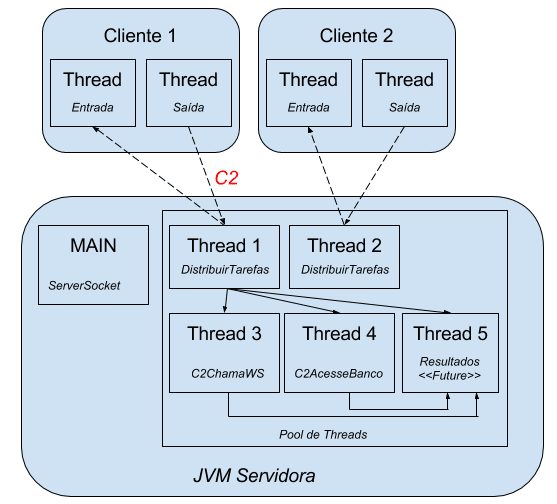 Cliente 1
Cliente 2
Thread
Entrada
Thread
Saída
Thread
Entrada
Thread
Saída
C2
MAIN
ServerSocket
Thread 1
DistribuirTarefas
Thread 2
DistribuirTarefas
Thread 3
C2ChamaWS
Thread 4
C2AcesseBanco
Thread 5
Resultados
<<Future>>
Pool de Threads
JVM Servidora